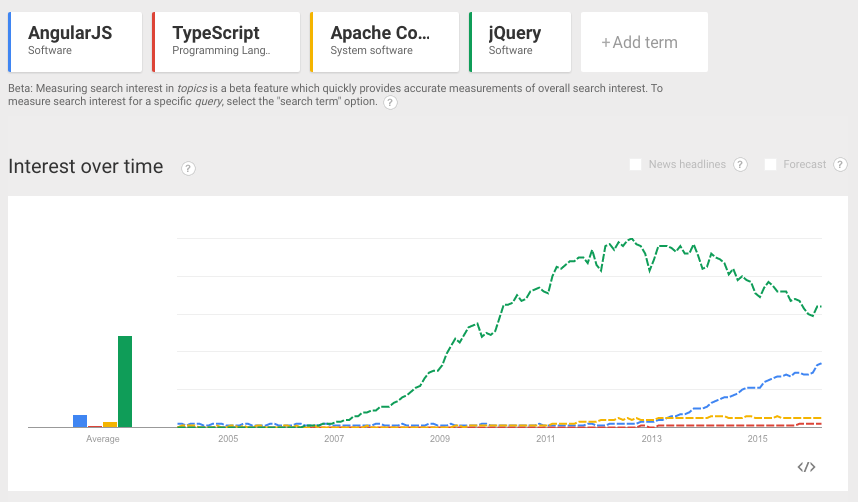 AngularJS
Software
TypeScript
Programming Lang..
Apache Co...
System software
jQuery
Software
+Add term
Beta: Measuring search interest in topics is a beta feature which quickly provides accurate measurements of overall search interest. To
measure search interest for a specific query, select the "search term" option. ?
Interest over time ?
News headlines ?
Forecast ?
Average
2005
2007
2009
2011
2013
2015
</>